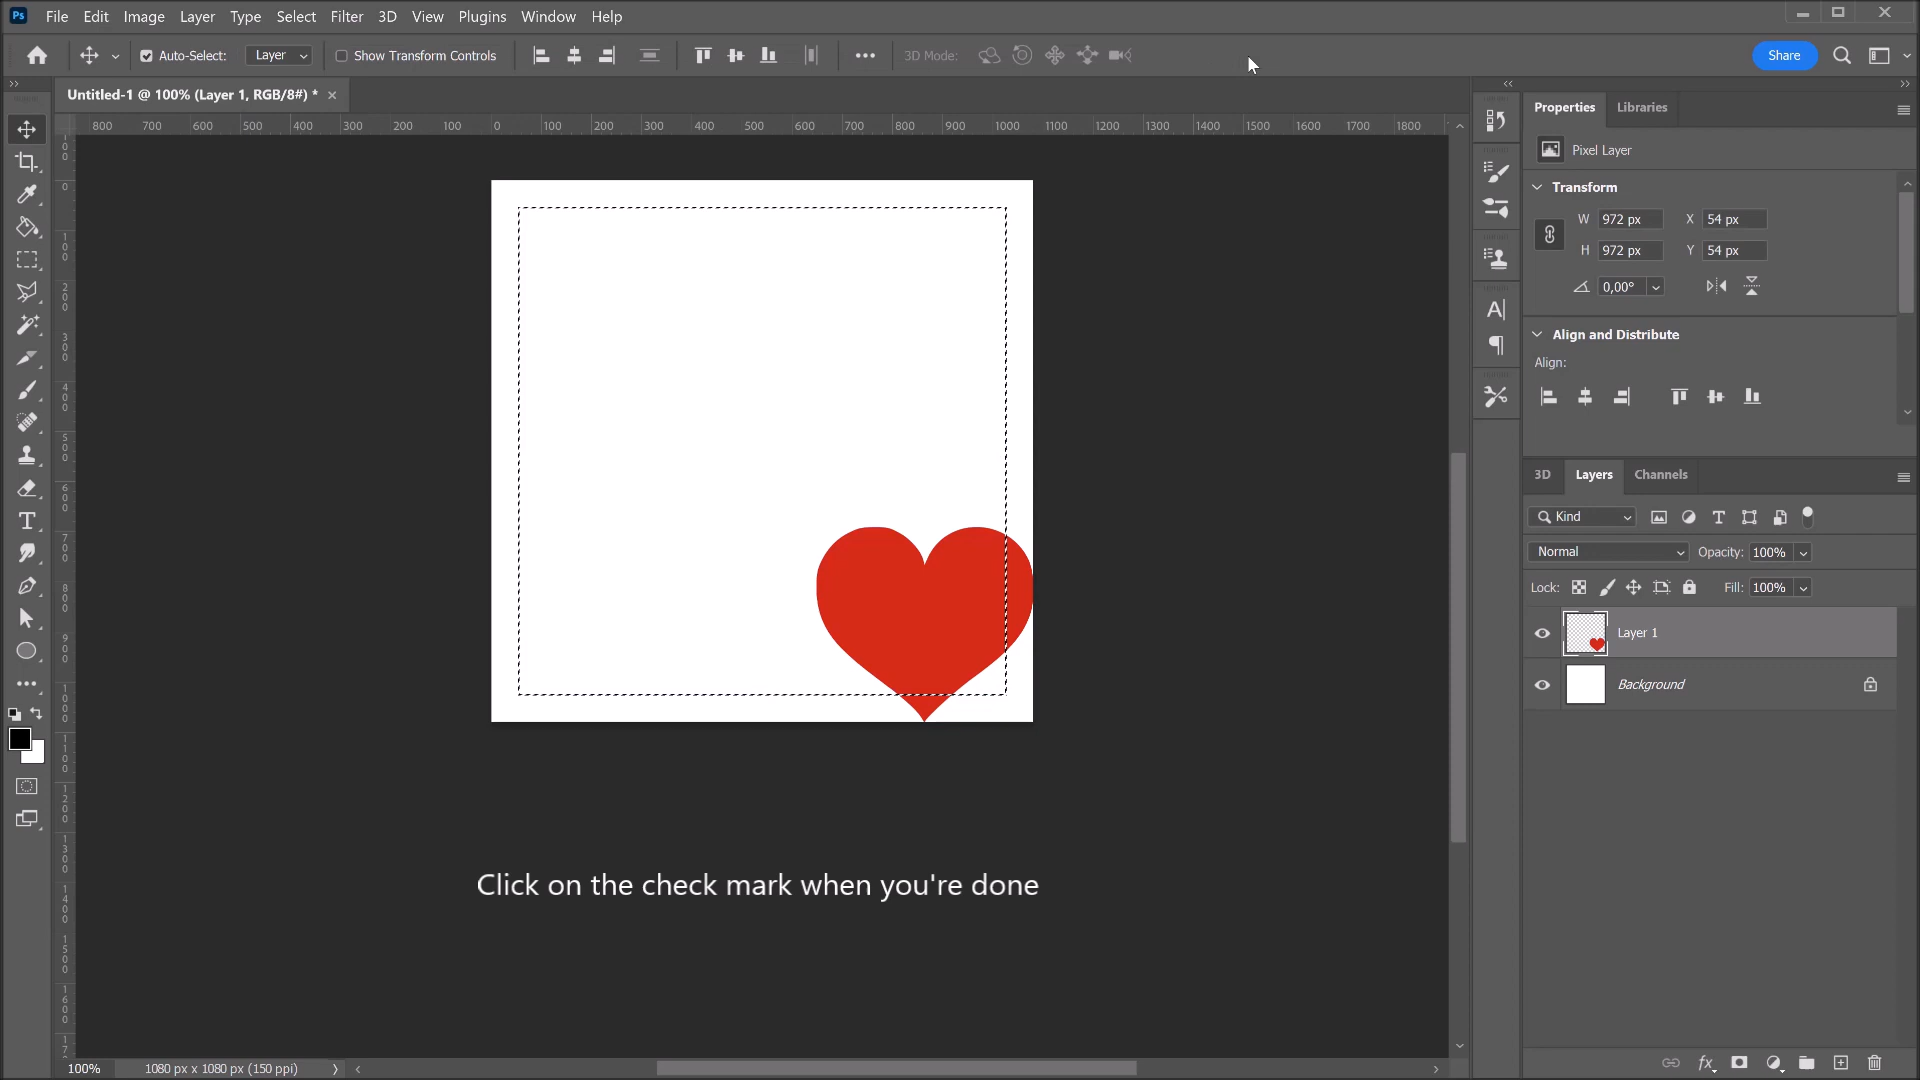 Ps File Edit Image Layer Type Select Filter 3D View Plugins Window Help
Auto-Select: Layer Show Transform Controls 3D Mode: Share
Untitled-1 @ 100% (Layer 1, RGB/8#) *
800 700 600 500 400 300 200 100 0 100 200 300 400 500 600 700 800 900 1000 1100 1200 1300 1400 1500 1600 1700 1800
Properties Libraries
Pixel Layer
Transform
W 972 px X 54 px
H 972 px Y 54 px
0,00°
Align and Distribute
Align:
3D Layers Channels
Kind
Normal Opacity: 100%
Lock: Fill: 100%
Layer 1
Background
Click on the check mark when you're done
100% 1080 px x 1080 px (150 ppi)